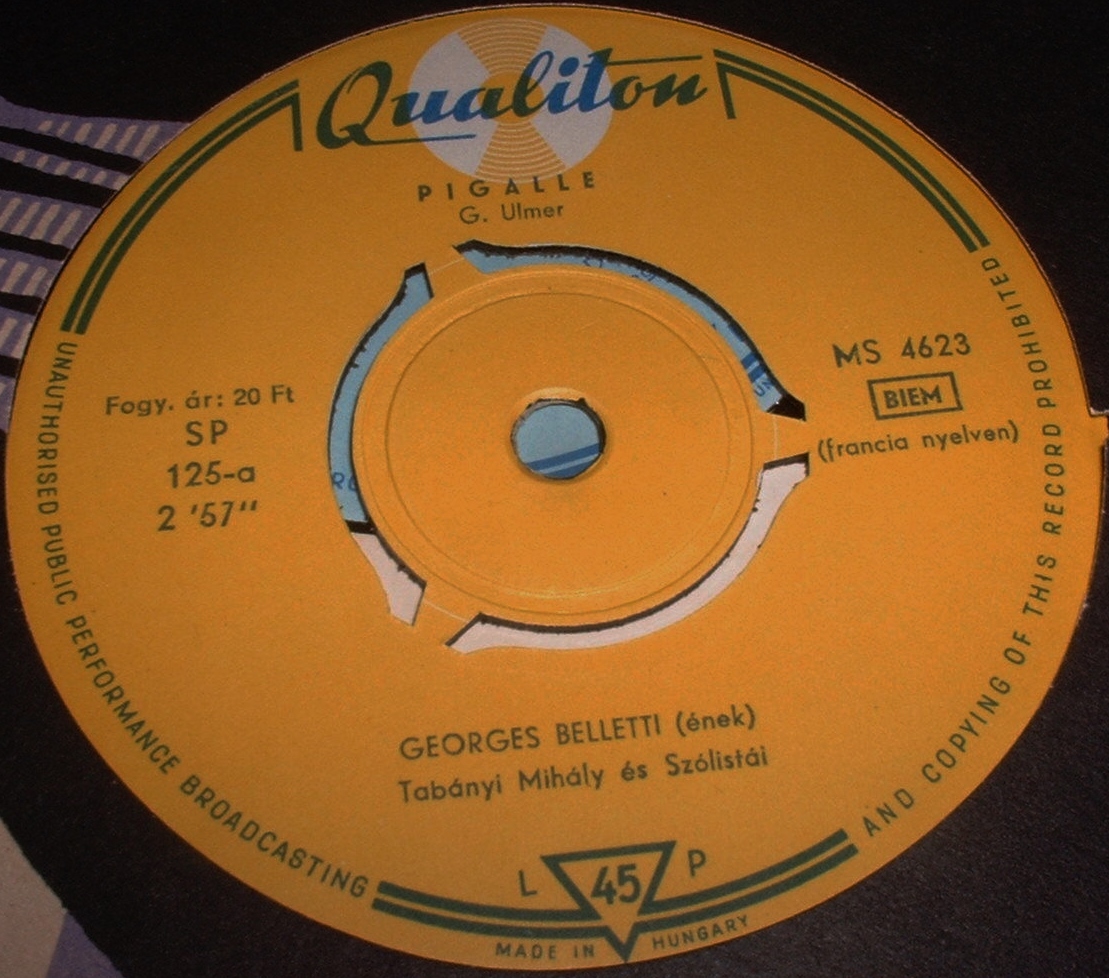 Qualiton
PIGALLE
G. Ulmer
Fogy. ár: 20 Ft
SP
125-a
2 '57"
MS 4623
BIEM
(francia nyelven)
GEORGES BELLETTI (ének)
Tabányi Mihály és Szólistái
L 45 P
MADE IN HUNGARY
UNAUTHORISED PUBLIC PERFORMANCE BROADCASTING
AND COPYING OF THIS RECORD PROHIBITED